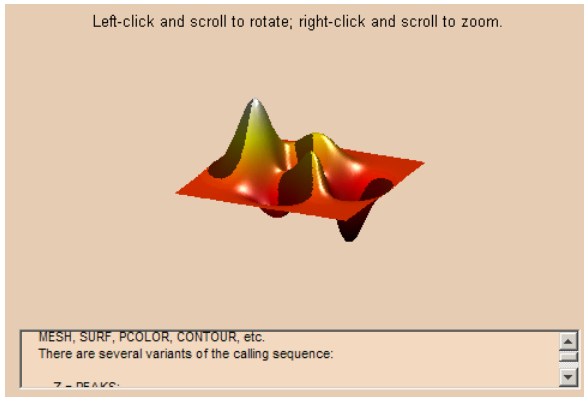 Left-click and scroll to rotate; right-click and scroll to zoom.
MESH, SURF, PCOLOR, CONTOUR, etc.
There are several variants of the calling sequence:
Z = PEAKS;